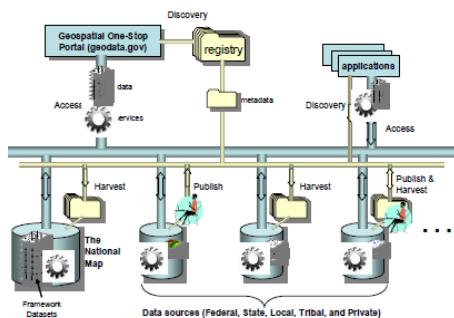 Discovery
Geospatial One-Stop
Portal (geodata.gov)
registry
applications
data
metadata
Discovery
Access
ervices
Access
Harvest
Publish
Harvest
Publish &
Harvest
The
National
Map
. . .
Framework
Datasets
Data sources (Federal, State, Local, Tribal, and Private)